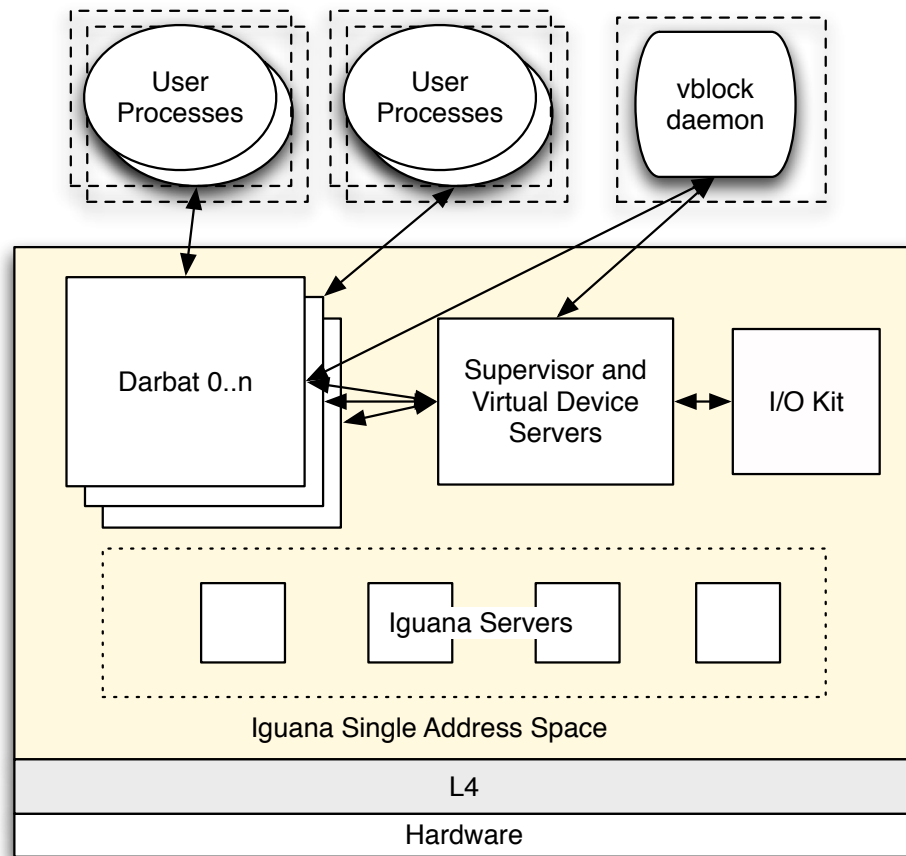 User
Processes
User
Processes
vblock
daemon
Darbat 0..n
Supervisor and
Virtual Device
Servers
I/O Kit
Iguana Servers
Iguana Single Address Space
L4
Hardware